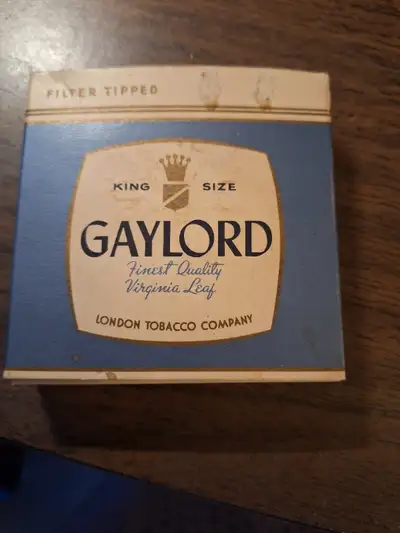 FILTER TIPPED
KING SIZE
GAYLORD
Finest Quality
Virginia Leaf
LONDON TOBACCO COMPANY